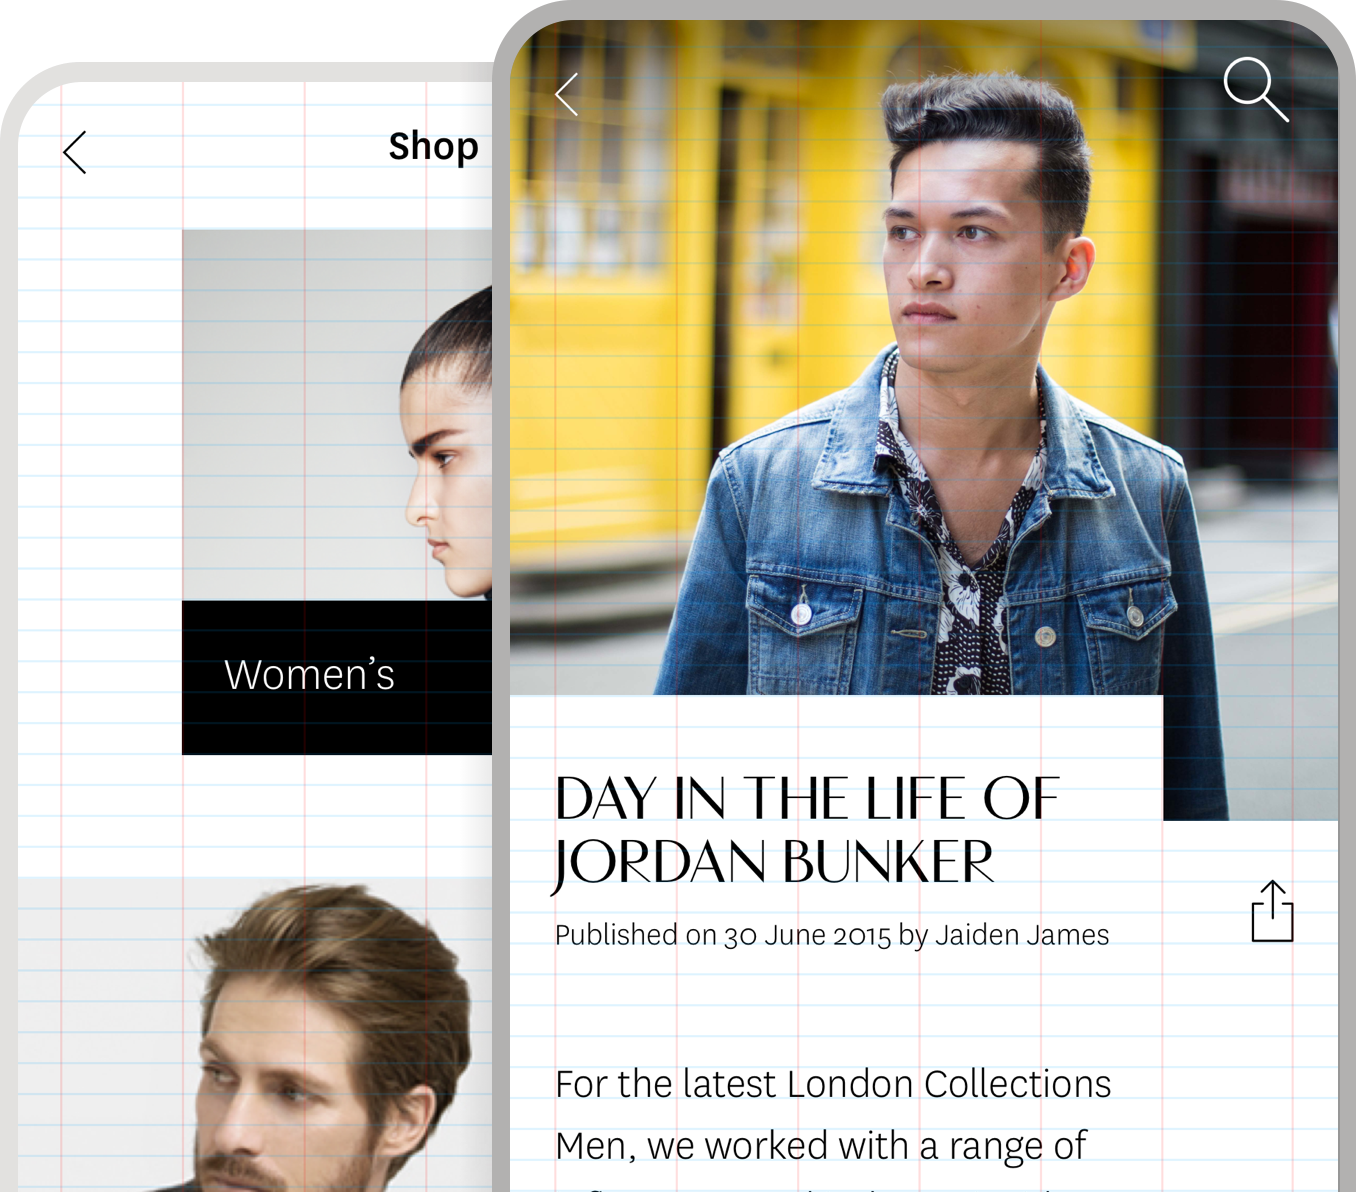 Shop
Women’s
DAY IN THE LIFE OF
JORDAN BUNKER
Published on 30 June 2015 by Jaiden James
For the latest London Collections
Men, we worked with a range of